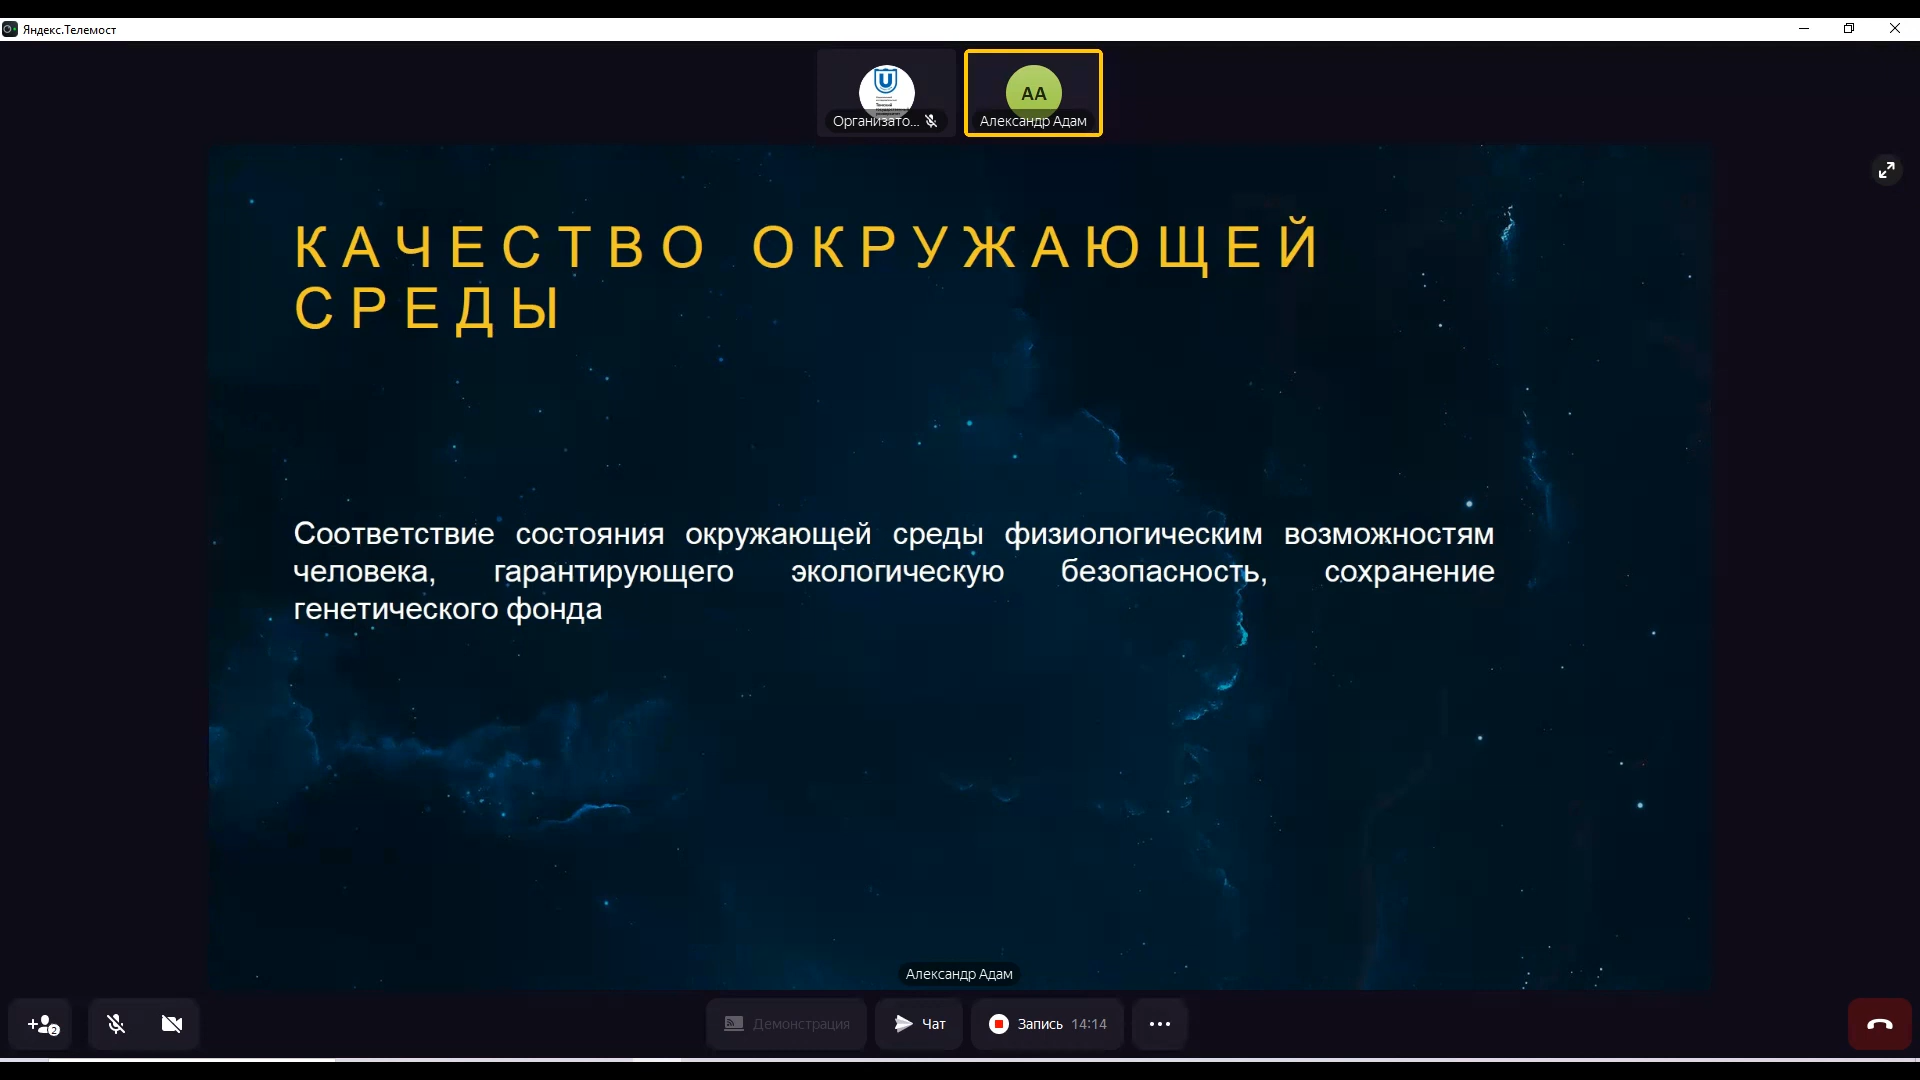 Яндекс.Телемост
Организато...
АА
Александр Адам
КАЧЕСТВО ОКРУЖАЮЩЕЙ
СРЕДЫ
Соответствие состояния окружающей среды физиологическим возможностям
человека, гарантирующего экологическую безопасность, сохранение
генетического фонда
Александр Адам
2
Демонстрация
Чат
Запись 14:14